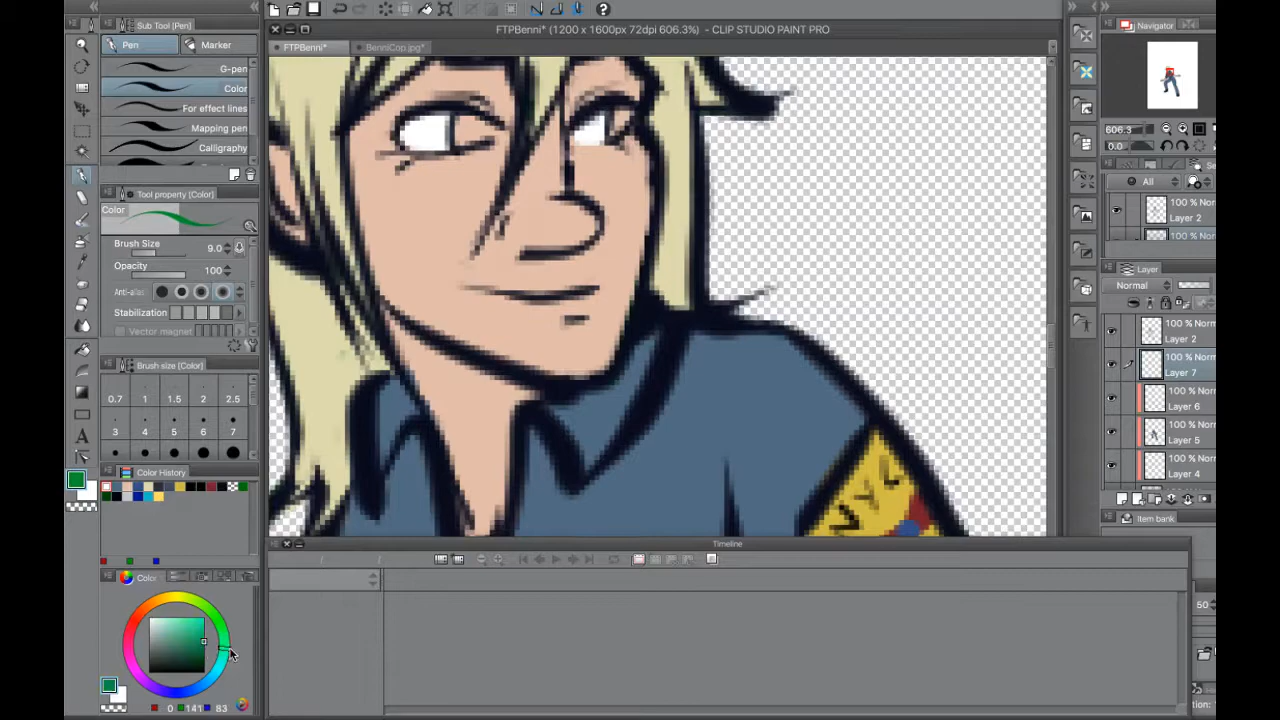 Sub Tool [Pen]
Pen
Marker
G-pen
Color
For effect lines
Mapping pen
Calligraphy
Tool property [Color]
Color
Brush Size 9.0
Opacity 100
Anti-alias
Stabilization
Vector magnet
Brush size [Color]
0.7 1 1.5 2 2.5
3 4 5 6 7
Color History
Color
0 141 83
FTPBenni* (1200 x 1600px 72dpi 606.3%) - CLIP STUDIO PAINT PRO
FTPBenni*
BenniCop.jpg*
Timeline
Navigator
606.3
0.0
All
100 % Norm
Layer 2
100 % Norm
Layer
Normal
100 % Norm
Layer 2
100 % Norm
Layer 7
100 % Norm
Layer 6
100 % Norm
Layer 5
100 % Norm
Layer 4
Item bank
50